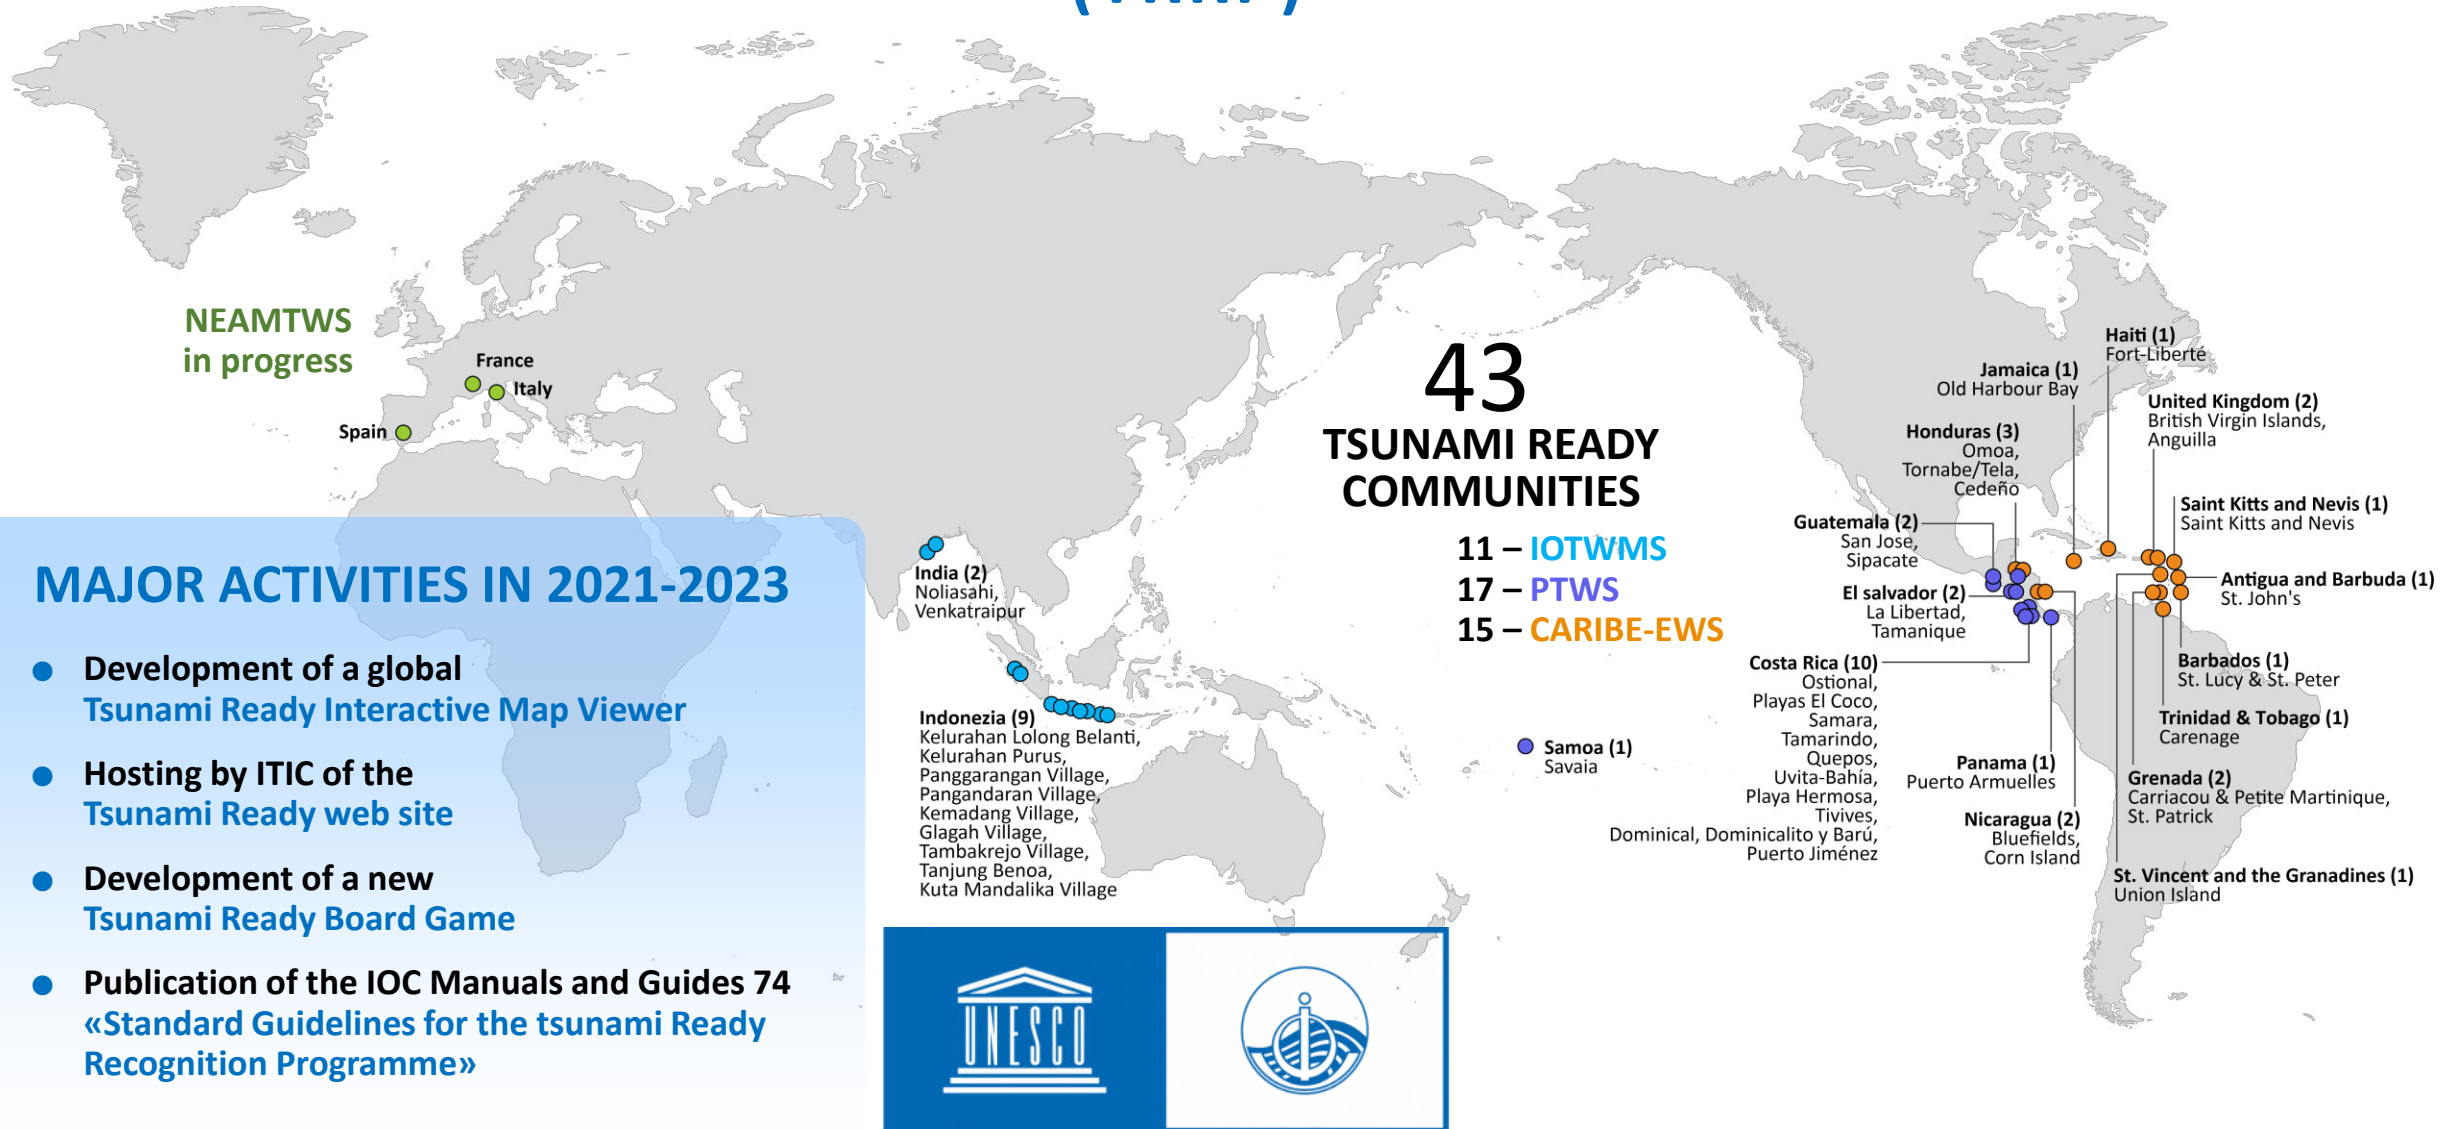 NEAMTWS
in progress
France
Italy
Spain
43
TSUNAMI READY
COMMUNITIES
11 – IOTWMS
17 – PTWS
15 – CARIBE-EWS
MAJOR ACTIVITIES IN 2021-2023
Development of a global
Tsunami Ready Interactive Map Viewer
Hosting by ITIC of the
Tsunami Ready web site
Development of a new
Tsunami Ready Board Game
Publication of the IOC Manuals and Guides 74
«Standard Guidelines for the tsunami Ready
Recognition Programme»
India (2)
Noliasahi,
Venkatraipur
Indonezia (9)
Kelurahan Lolong Belanti,
Kelurahan Purus,
Panggarangan Village,
Pangandaran Village,
Kemadang Village,
Glagah Village,
Tambakrejo Village,
Tanjung Benoa,
Kuta Mandalika Village
UNESCO
Samoa (1)
Savaia
Haiti (1)
Fort-Liberté
Jamaica (1)
Old Harbour Bay
United Kingdom (2)
British Virgin Islands,
Anguilla
Honduras (3)
Omoa,
Tornabe/Tela,
Cedeño
Saint Kitts and Nevis (1)
Saint Kitts and Nevis
Guatemala (2)
San Jose,
Sipacate
Antigua and Barbuda (1)
St. John's
El salvador (2)
La Libertad,
Tamanique
Costa Rica (10)
Ostional,
Playas El Coco,
Samara,
Tamarindo,
Quepos,
Uvita-Bahía,
Playa Hermosa,
Tivives,
Dominical, Dominicalito y Barú,
Puerto Jiménez
Barbados (1)
St. Lucy & St. Peter
Trinidad & Tobago (1)
Carenage
Panama (1)
Puerto Armuelles
Grenada (2)
Carriacou & Petite Martinique,
St. Patrick
Nicaragua (2)
Bluefields,
Corn Island
St. Vincent and the Granadines (1)
Union Island